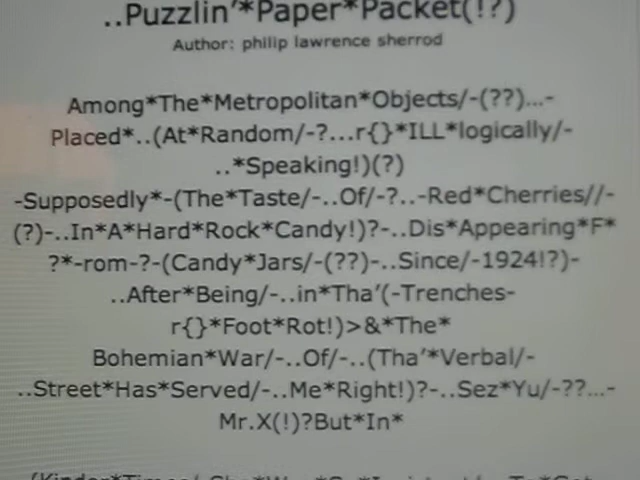 ..Puzzlin'*Paper*Packet(!?)
Author: philip lawrence sherrod
Among*The*Metropolitan*Objects/-(??)...-
Placed*..(At*Random/-?...r{}*ILL*logically/-
..*Speaking!)(?)
-Supposedly*-(The*Taste/-..Of/-?..-Red*Cherries//-
(?)-..In*A*Hard*Rock*Candy!)?-..Dis*Appearing*F*
?*-rom-?-(Candy*Jars/-(??)-..Since/-1924!?)-
..After*Being/-..in*Tha'(-Trenches-
r{}*Foot*Rot!)>&*The*
Bohemian*War/-..Of/-..(Tha'*Verbal/-
..Street*Has*Served/-..Me*Right!)?-..Sez*Yu/-??...-
Mr.X(!)?But*In*